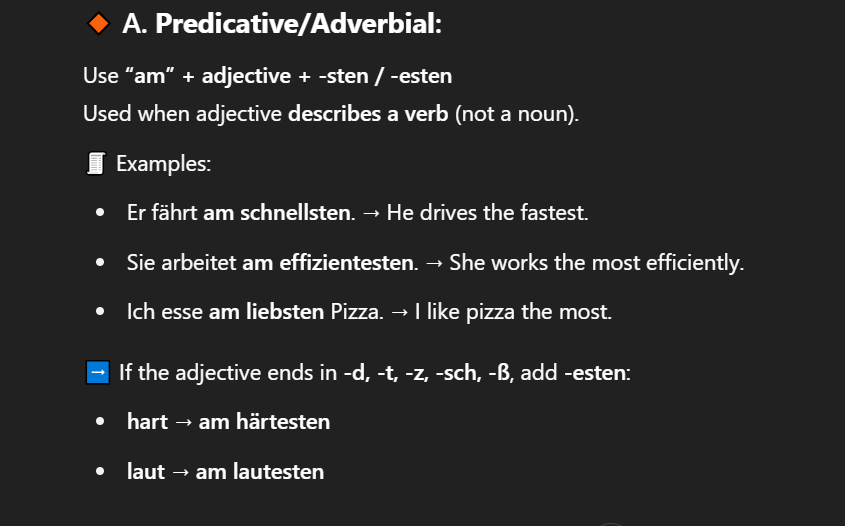 A. Predicative/Adverbial:
Use “am” + adjective + -sten / -esten
Used when adjective describes a verb (not a noun).
Examples:
Er fährt am schnellsten. → He drives the fastest.
Sie arbeitet am effizientesten. → She works the most efficiently.
Ich esse am liebsten Pizza. → I like pizza the most.
If the adjective ends in -d, -t, -z, -sch, -ß, add -esten:
hart → am härtesten
laut → am lautesten